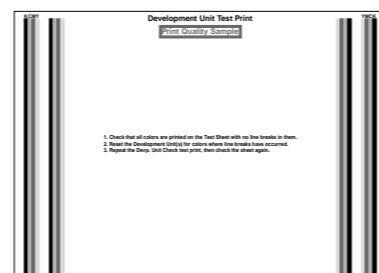 KCMY
Development Unit Test Print
YMCK
Print Quality Sample
1. Check that all colors are printed on the Test Sheet with no line breaks in them.
2. Reset the Development Unit(s) for colors where line breaks have occurred.
3. Repeat the Devp. Unit Check test print, then check the sheet again.